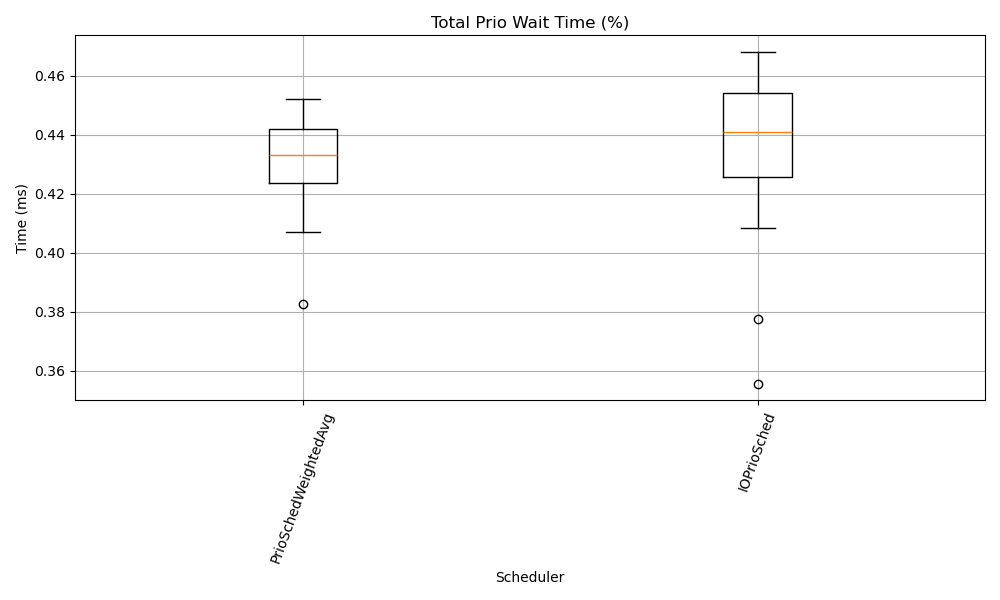 Total Prio Wait Time (%)
Time (ms)
0.46
0.44
0.42
0.40
0.38
0.36
PrioSchedWeightedAvg
IOPrioSched
Scheduler